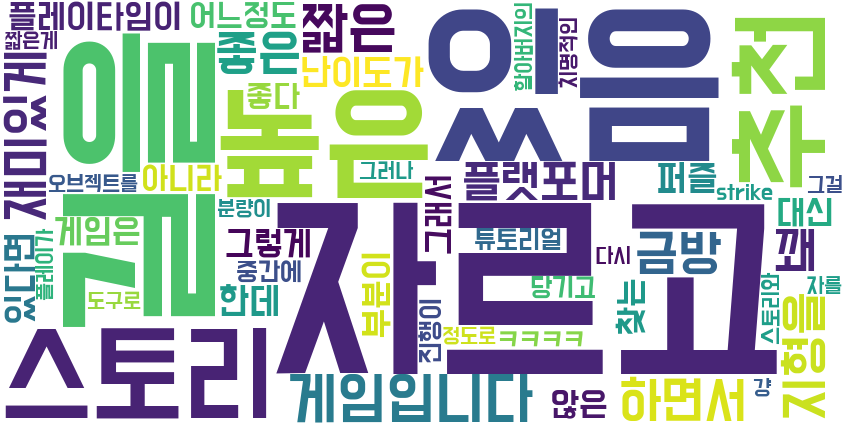 플레이타임이
어느정도
짧은게
짧은
좋은
난이도가
좋다
재미있게
이를
높은
있음
할아버지의
치명적인
추천
오브젝트를
아니라
그러나
플랫포머
퍼즐
strike
그걸
분량이
길
게임은
그렇게
그래서
튜토리얼
금방
대신
꽤
다시
있다면
플레이가
중간에
도구로
한데
부분이
진행이
정도로
ㅋㅋㅋㅋ
당기고
찾는
스토리와
자를
지형을
자르고
스토리
게임입니다
않은
하면서
걍